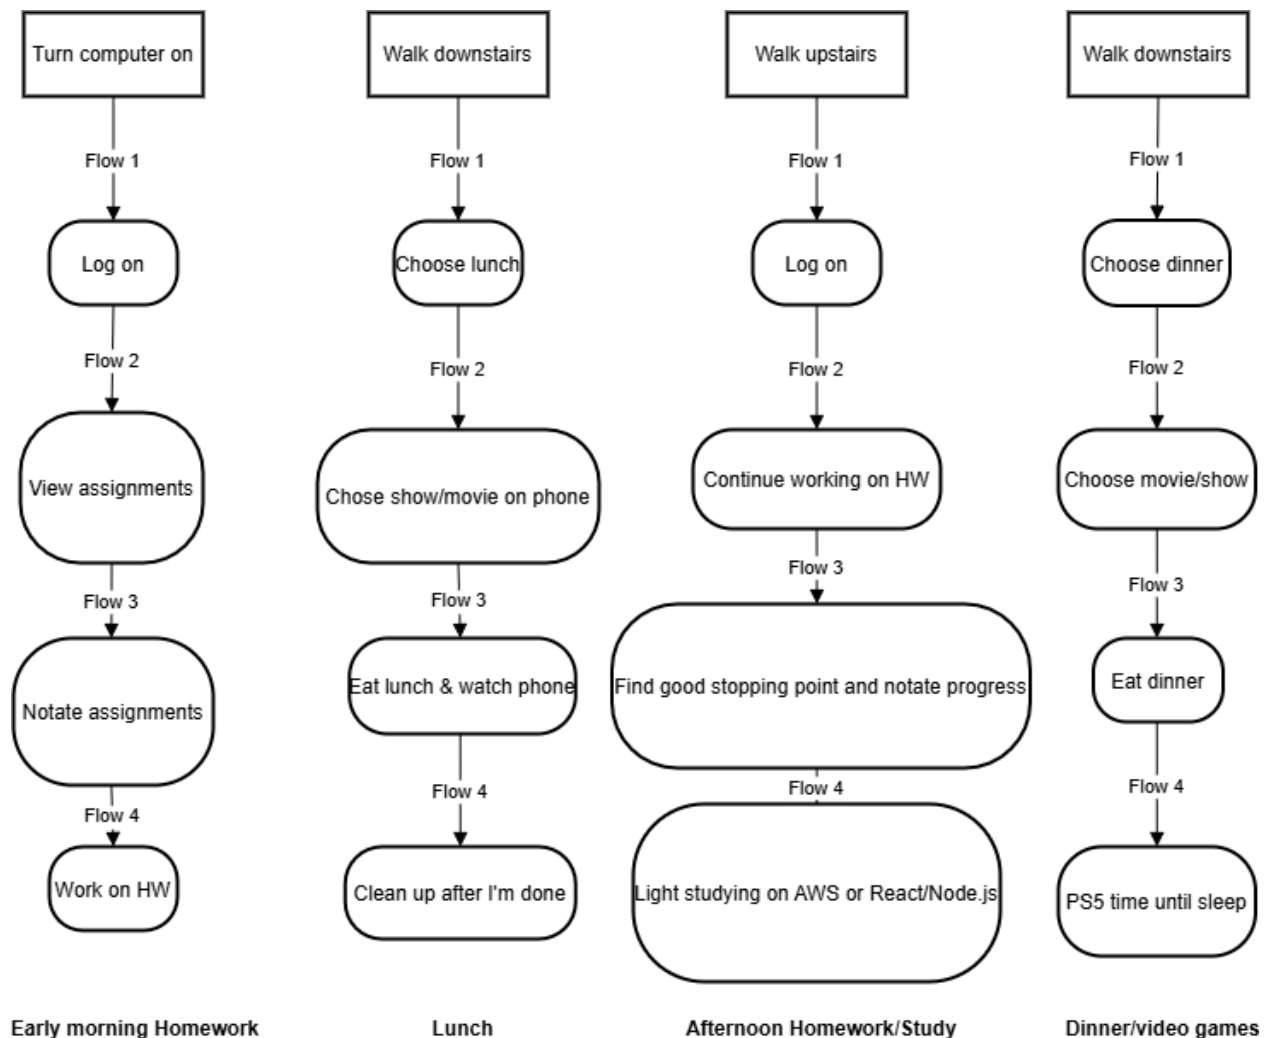 Turn computer on
Flow 1
Log on
Flow 2
View assignments
Flow 3
Notate assignments
Flow 4
Work on HW
Early morning Homework
Walk downstairs
Flow 1
Choose lunch
Flow 2
Chose show/movie on phone
Flow 3
Eat lunch & watch phone
Flow 4
Clean up after I'm done
Lunch
Walk upstairs
Flow 1
Log on
Flow 2
Continue working on HW
Flow 3
Find good stopping point and notate progress
Flow 4
Light studying on AWS or React/Node.js
Afternoon Homework/Study
Walk downstairs
Flow 1
Choose dinner
Flow 2
Choose movie/show
Flow 3
Eat dinner
Flow 4
PS5 time until sleep
Dinner/video games